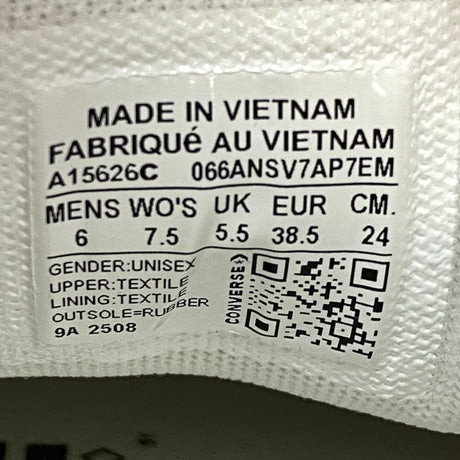 MADE IN VIETNAM
FABRIQUé AU VIETNAM
A15626C 066ANSV7AP7EM
MENS WO'S UK EUR CM.
6 7.5 5.5 38.5 24
GENDER:UNISEX
UPPER:TEXTILE
LINING:TEXTILE
OUTSOLE=RUBBER
9A 2508
CONVERSE